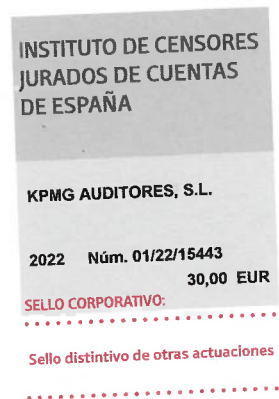 INSTITUTO DE CENSORES
JURADOS DE CUENTAS
DE ESPAÑA
KPMG AUDITORES, S.L.
2022 Núm. 01/22/15443
30,00 EUR
SELLO CORPORATIVO:
Sello distintivo de otras actuaciones